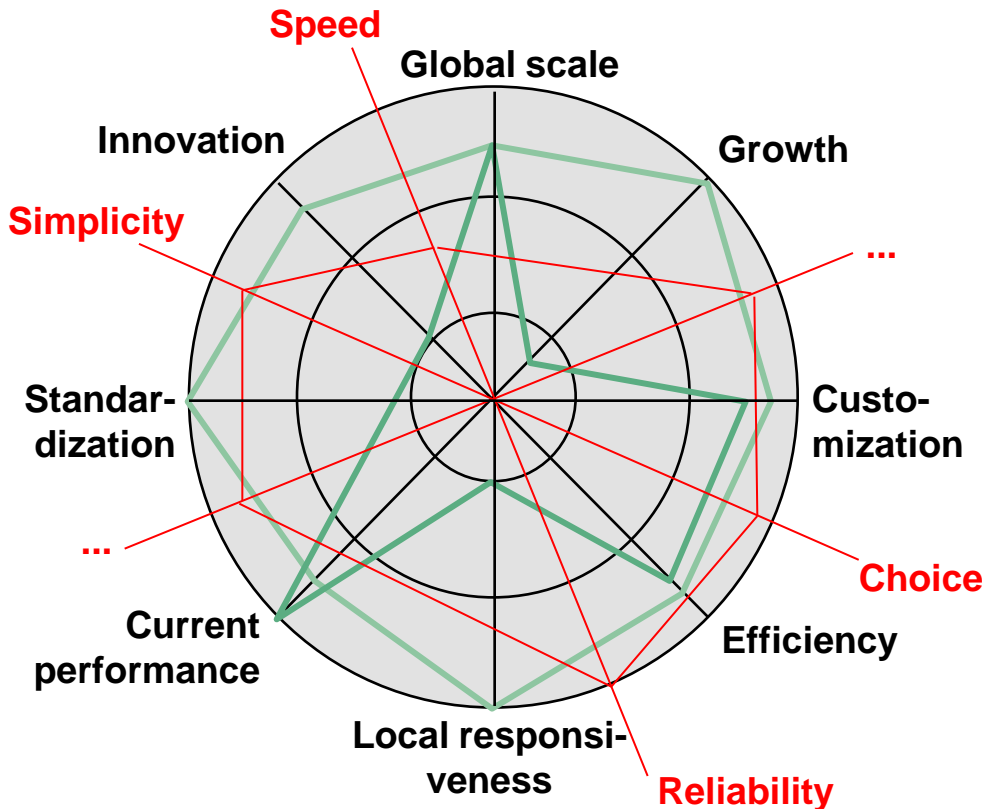 Speed
Global scale
Innovation
Growth
Simplicity
...
Standar-
dization
Custo-
mization
...
Choice
Current
performance
Efficiency
Local responsi-
veness
Reliability